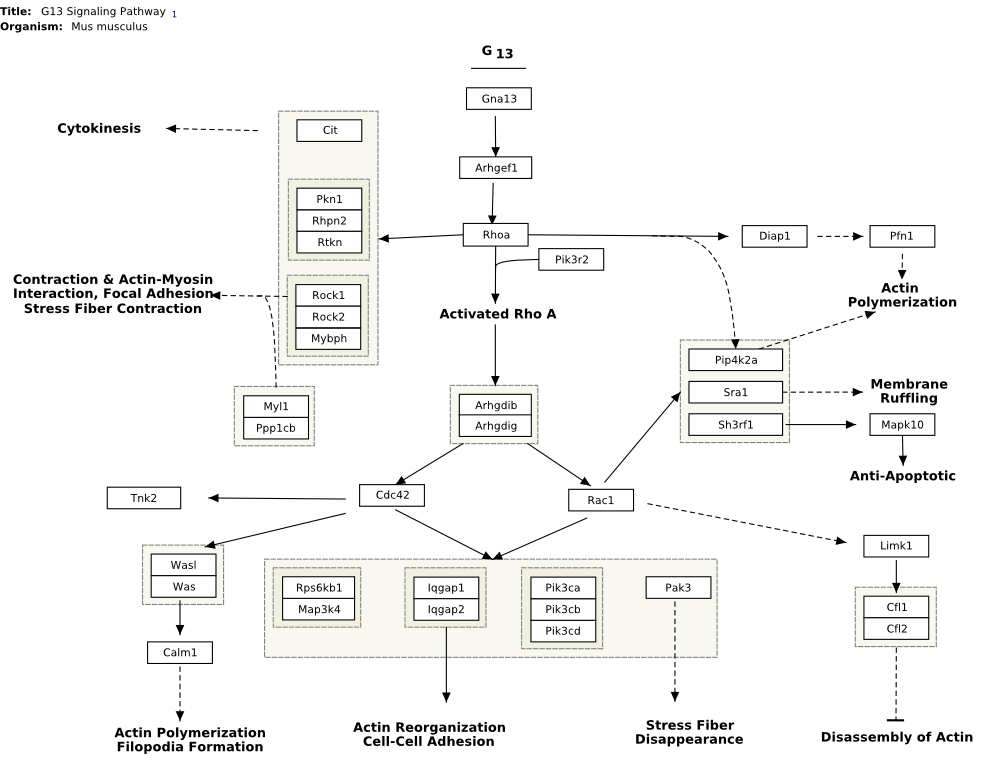 Title: G13 Signaling Pathway 1
Organism: Mus musculus
G 13
Gna13
Cytokinesis
Cit
Arhgef1
Pkn1
Rhpn2
Rtkn
Rhoa
Diap1
Pfn1
Pik3r2
Contraction & Actin-Myosin
Interaction, Focal Adhesion
Stress Fiber Contraction
Rock1
Rock2
Mybph
Activated Rho A
Actin
Polymerization
Pip4k2a
Sra1
Sh3rf1
Membrane
Ruffling
Mapk10
Anti-Apoptotic
Myl1
Ppp1cb
Arhgdib
Arhgdig
Tnk2
Cdc42
Rac1
Limk1
Wasl
Was
Rps6kb1
Map3k4
Iqgap1
Iqgap2
Pik3ca
Pik3cb
Pik3cd
Pak3
Cfl1
Cfl2
Calm1
Actin Polymerization
Filopodia Formation
Actin Reorganization
Cell-Cell Adhesion
Stress Fiber
Disappearance
Disassembly of Actin